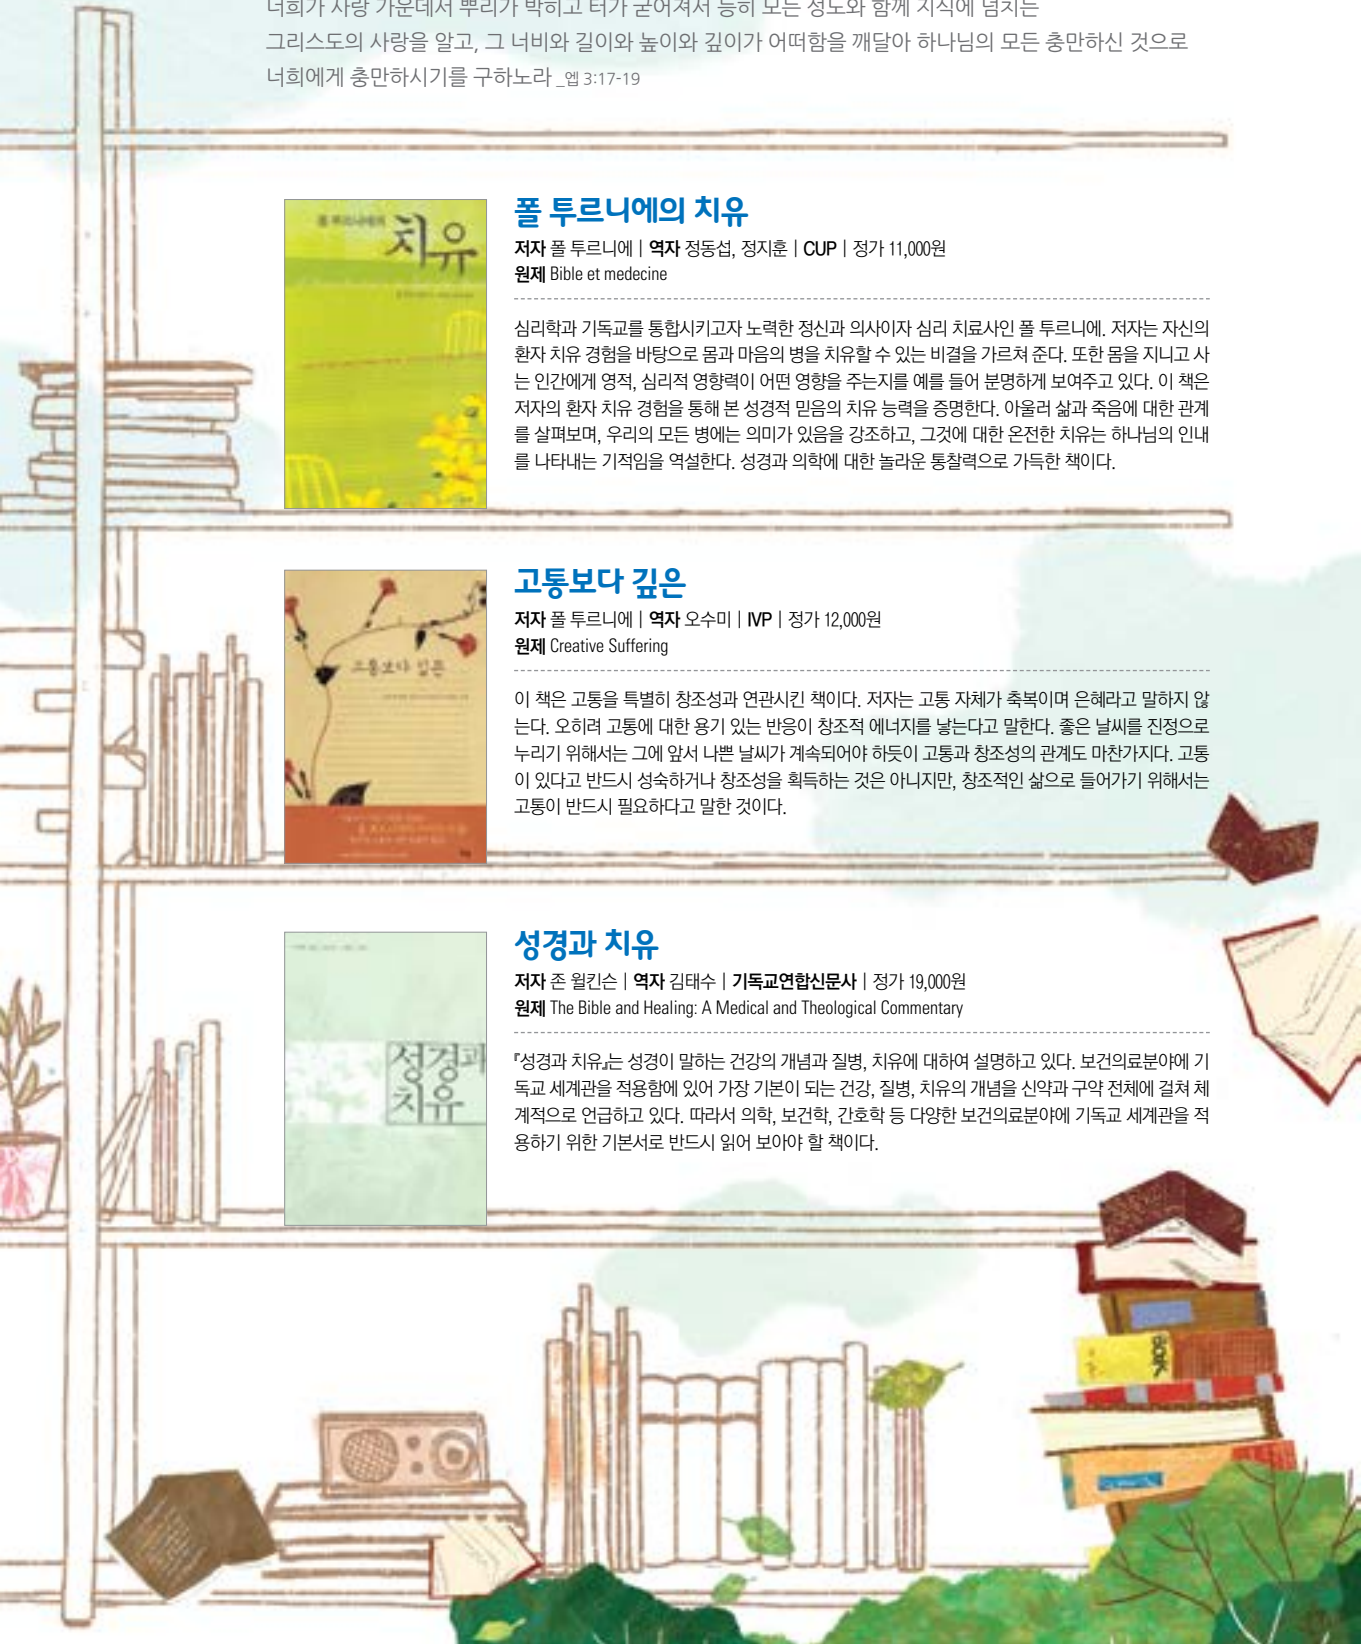 너희가 사랑 가운데서 뿌리가 박히고 터가 굳어져서 능히 모든 성도와 함께 지식에 넘치는
그리스도의 사랑을 알고, 그 너비와 길이와 높이와 깊이가 어떠함을 깨달아 하나님의 모든 충만하신 것으로
너희에게 충만하시기를 구하노라 _엡 3:17-19
폴 투르니에의
치유
폴 투르니에의 치유
저자 폴 투르니에 | 역자 정동섭, 정지훈 | CUP | 정가 11,000원
원제 Bible et medecine
심리학과 기독교를 통합시키고자 노력한 정신과 의사이자 심리 치료사인 폴 투르니에. 저자는 자신의
환자 치유 경험을 바탕으로 몸과 마음의 병을 치유할 수 있는 비결을 가르쳐 준다. 또한 몸을 지니고 사
는 인간에게 영적, 심리적 영향력이 어떤 영향을 주는지를 예를 들어 분명하게 보여주고 있다. 이 책은
저자의 환자 치유 경험을 통해 본 성경적 믿음의 치유 능력을 증명한다. 아울러 삶과 죽음에 대한 관계
를 살펴보며, 우리의 모든 병에는 의미가 있음을 강조하고, 그것에 대한 온전한 치유는 하나님의 인내
를 나타내는 기적임을 역설한다. 성경과 의학에 대한 놀라운 통찰력으로 가득한 책이다.
고통보다 깊은
고통보다 깊은
저자 폴 투르니에 | 역자 오수미 | IVP | 정가 12,000원
원제 Creative Suffering
이 책은 고통을 특별히 창조성과 연관시킨 책이다. 저자는 고통 자체가 축복이며 은혜라고 말하지 않
는다. 오히려 고통에 대한 용기 있는 반응이 창조적 에너지를 낳는다고 말한다. 좋은 날씨를 진정으로
누리기 위해서는 그에 앞서 나쁜 날씨가 계속되어야 하듯이 고통과 창조성의 관계도 마찬가지다. 고통
이 있다고 반드시 성숙하거나 창조성을 획득하는 것은 아니지만, 창조적인 삶으로 들어가기 위해서는
고통이 반드시 필요하다고 말한 것이다.
성경과
치유
성경과 치유
저자 존 윌킨슨 | 역자 김태수 | 기독교연합신문사 | 정가 19,000원
원제 The Bible and Healing: A Medical and Theological Commentary
『성경과 치유』는 성경이 말하는 건강의 개념과 질병, 치유에 대하여 설명하고 있다. 보건의료분야에 기
독교 세계관을 적용함에 있어 가장 기본이 되는 건강, 질병, 치유의 개념을 신약과 구약 전체에 걸쳐 체
계적으로 언급하고 있다. 따라서 의학, 보건학, 간호학 등 다양한 보건의료분야에 기독교 세계관을 적
용하기 위한 기본서로 반드시 읽어 보아야 할 책이다.
BOOK